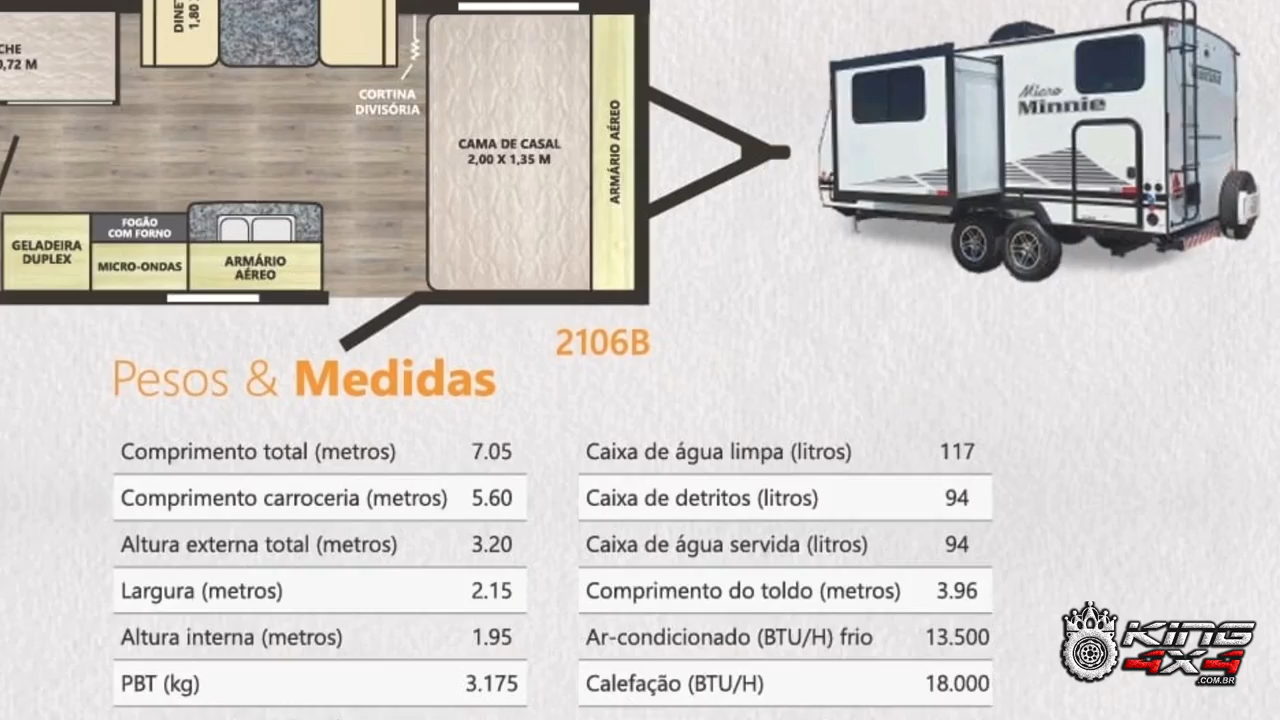 CHE
0,72 M
DINET
1,80 X
CORTINA
DIVISÓRIA
CAMA DE CASAL
2,00 X 1,35 M
ARMÁRIO AÉREO
GELADEIRA
DUPLEX
FOGÃO
COM FORNO
MICRO-ONDAS
ARMÁRIO
AÉREO
Micro
Minnie
2106B
Pesos & Medidas
Comprimento total (metros) 7.05
Comprimento carroceria (metros) 5.60
Altura externa total (metros) 3.20
Largura (metros) 2.15
Altura interna (metros) 1.95
PBT (kg) 3.175
Caixa de água limpa (litros) 117
Caixa de detritos (litros) 94
Caixa de água servida (litros) 94
Comprimento do toldo (metros) 3.96
Ar-condicionado (BTU/H) frio 13.500
Calefação (BTU/H) 18.000
KING
4X4
.COM.BR